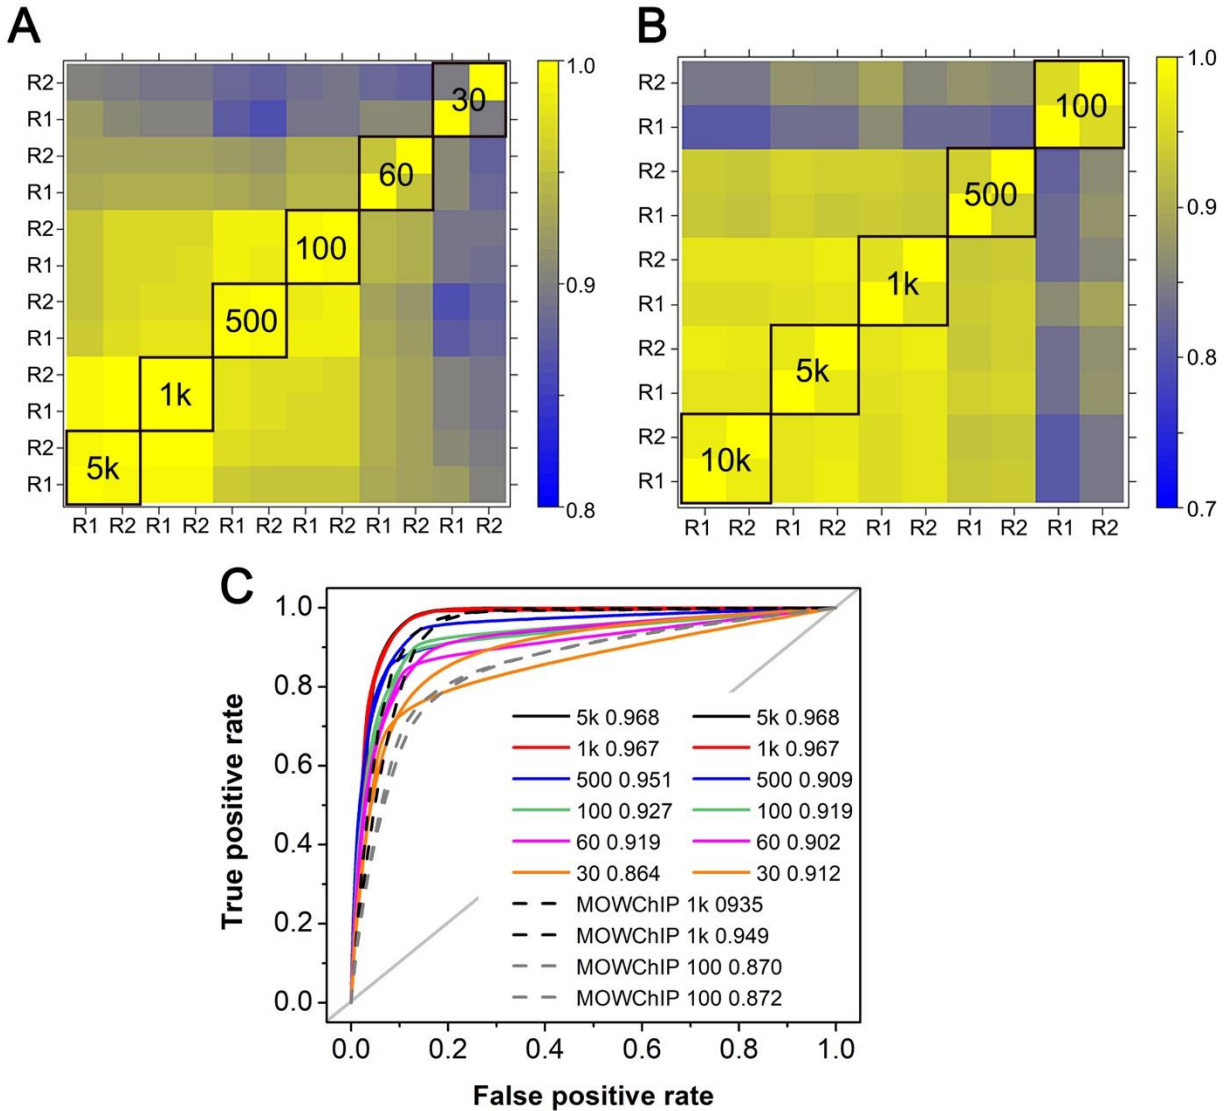 A
R2
R1
R2
R1
R2
R1
R2
R1
R2
R1
R2
R1
30
60
100
500
1k
5k
R1 R2 R1 R2 R1 R2 R1 R2 R1 R2 R1 R2
1.0
0.9
0.8
B
R2
R1
R2
R1
R2
R1
R2
R1
R2
R1
100
500
1k
5k
10k
R1 R2 R1 R2 R1 R2 R1 R2 R1 R2
1.0
0.9
0.8
0.7
C
True positive rate
1.0
0.8
0.6
0.4
0.2
0.0
5k 0.968 5k 0.968
1k 0.967 1k 0.967
500 0.951 500 0.909
100 0.927 100 0.919
60 0.919 60 0.902
30 0.864 30 0.912
MOWChIP 1k 0935
MOWChIP 1k 0.949
MOWChIP 100 0.870
MOWChIP 100 0.872
0.0 0.2 0.4 0.6 0.8 1.0
False positive rate